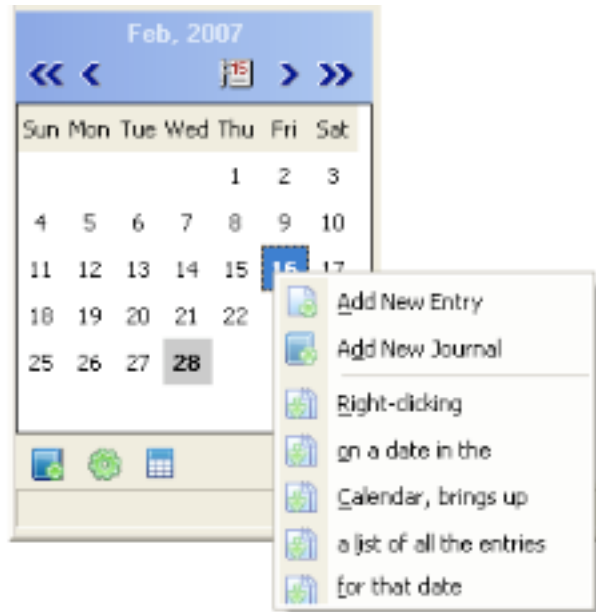 Feb, 2007
15
Sun Mon Tue Wed Thu Fri Sat
1 2 3
4 5 6 7 8 9 10
11 12 13 14 15 16 17
18 19 20 21 22
25 26 27 28
Add New Entry
Add New Journal
Right-clicking
on a date in the
Calendar, brings up
a list of all the entries
for that date